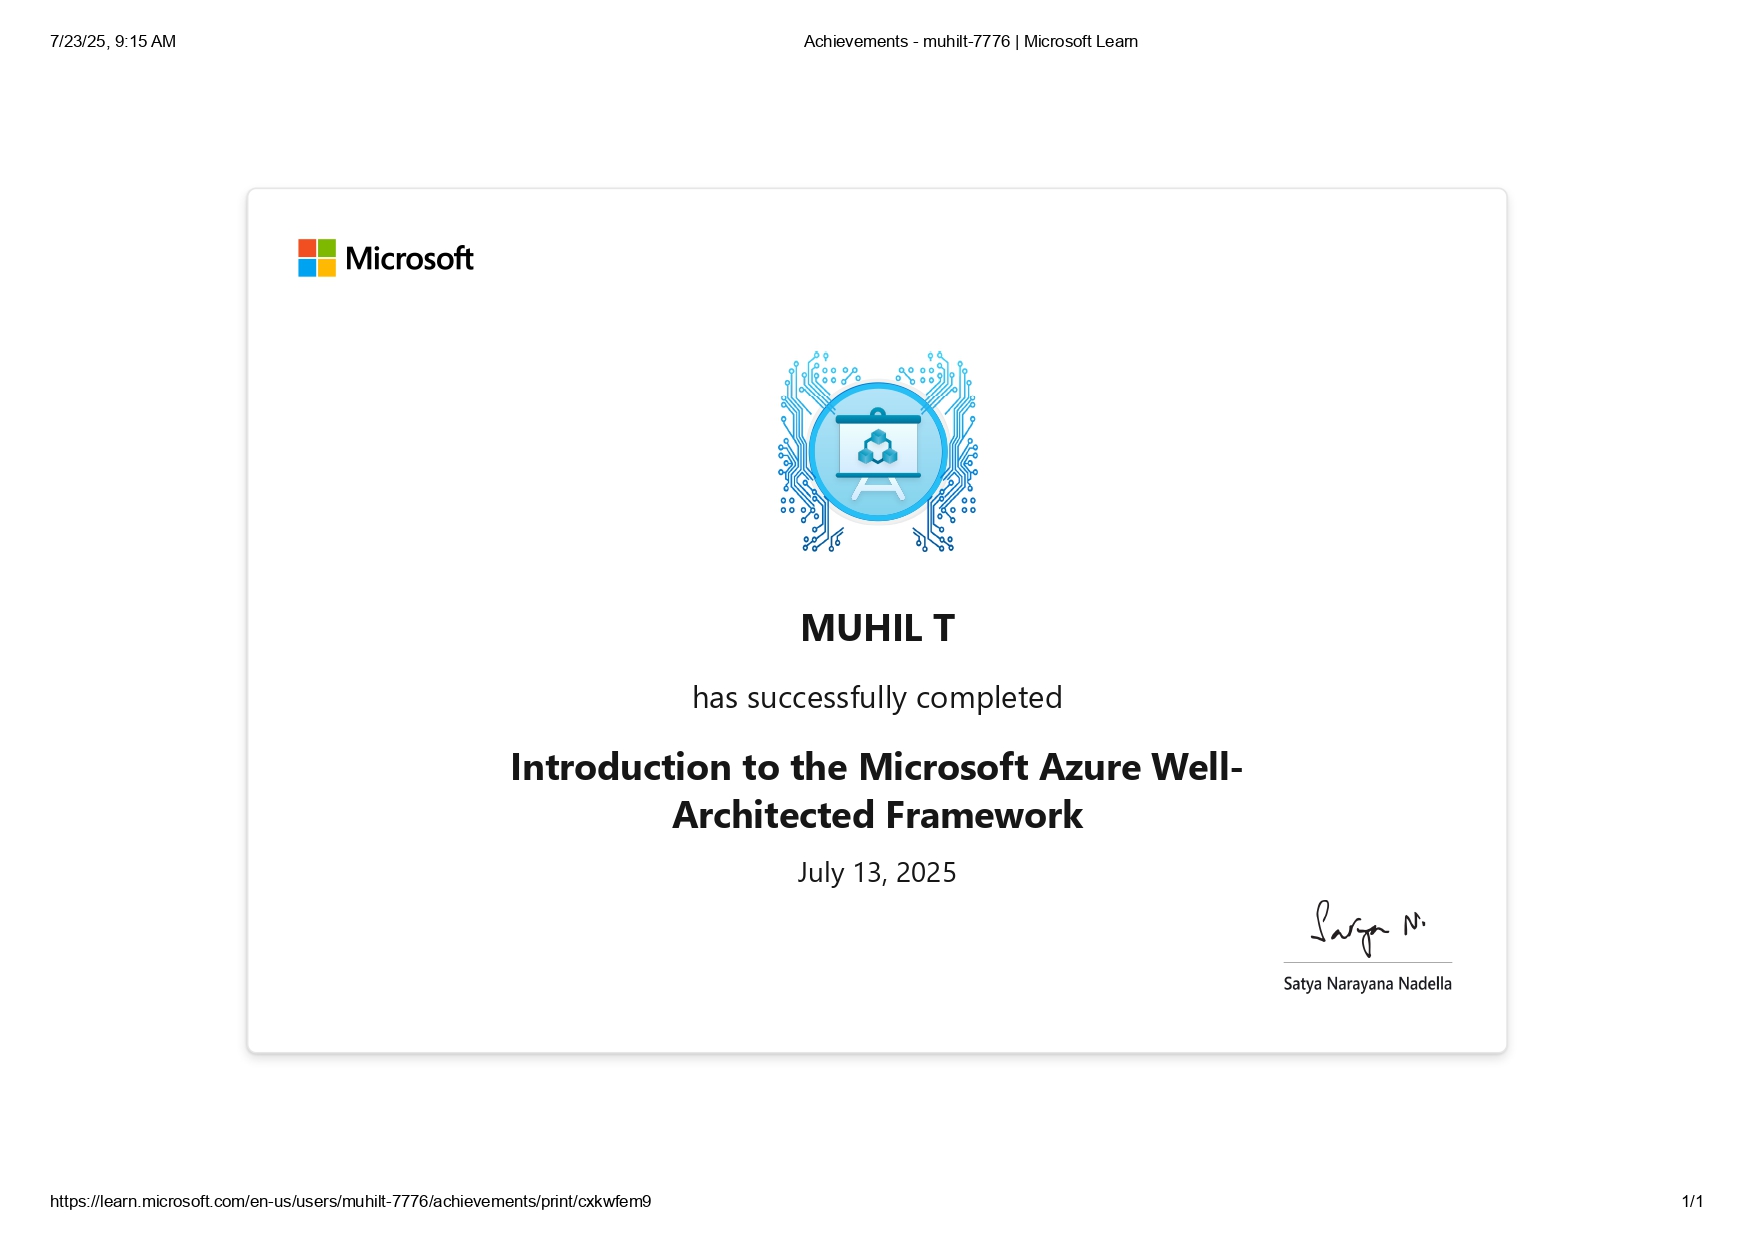 7/23/25, 9:15 AM
Achievements - muhilt-7776 | Microsoft Learn
Microsoft
MUHIL T
has successfully completed
Introduction to the Microsoft Azure Well-
Architected Framework
July 13, 2025
Satya N.
Satya Narayana Nadella
https://learn.microsoft.com/en-us/users/muhilt-7776/achievements/print/cxkwfem9
1/1